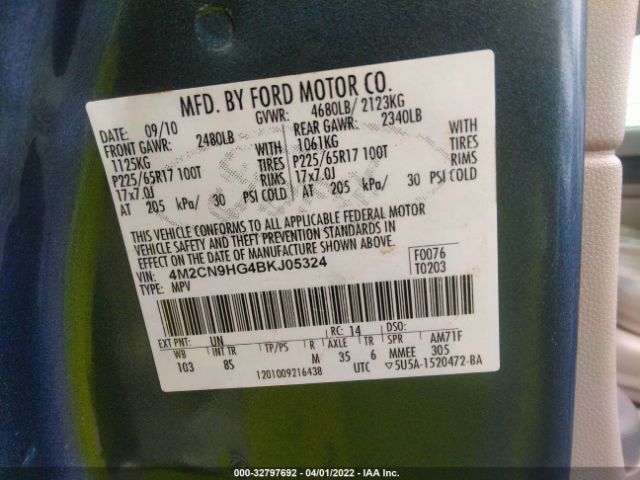 MFD. BY FORD MOTOR CO.
DATE: 09/10 GVWR: 4680LB/ 2123KG
FRONT GAWR: 2480LB REAR GAWR: 2340LB
1125KG WITH 1061KG WITH
P225/65R17 100T TIRES P225/65R17 100T TIRES
17x7.0J RIMS 17x7.0J RIMS
AT 205 kPa/ 30 PSI COLD AT 205 kPa/ 30 PSI COLD
THIS VEHICLE CONFORMS TO ALL APPLICABLE FEDERAL MOTOR
VEHICLE SAFETY AND THEFT PREVENTION STANDARDS IN
EFFECT ON THE DATE OF MANUFACTURE SHOWN ABOVE.
VIN: 4M2CN9HG4BKJ05324 F0076
TYPE: MPV T0203
EXT PNT: UN RC: 14 DSO:
WB INT TR TP/PS R AXLE TR SPR AM71F
103 8S M 35 6 MMEE 305
1201009216438 UTC ▽5U5A-1520472-BA
000-32797692 - 04/01/2022 - IAA Inc.